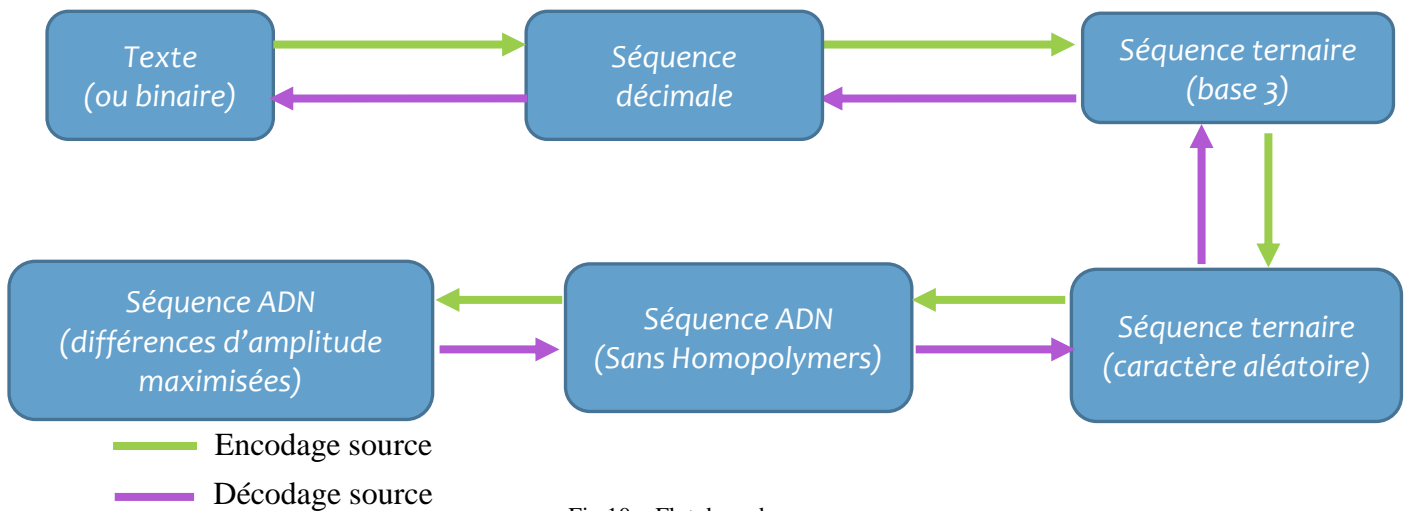 Texte
(ou binaire)
Séquence
décimale
Séquence ternaire
(base 3)
Séquence ADN
(différences d'amplitude
maximisées)
Séquence ADN
(Sans Homopolymers)
Séquence ternaire
(caractère aléatoire)
Encodage source
Décodage source